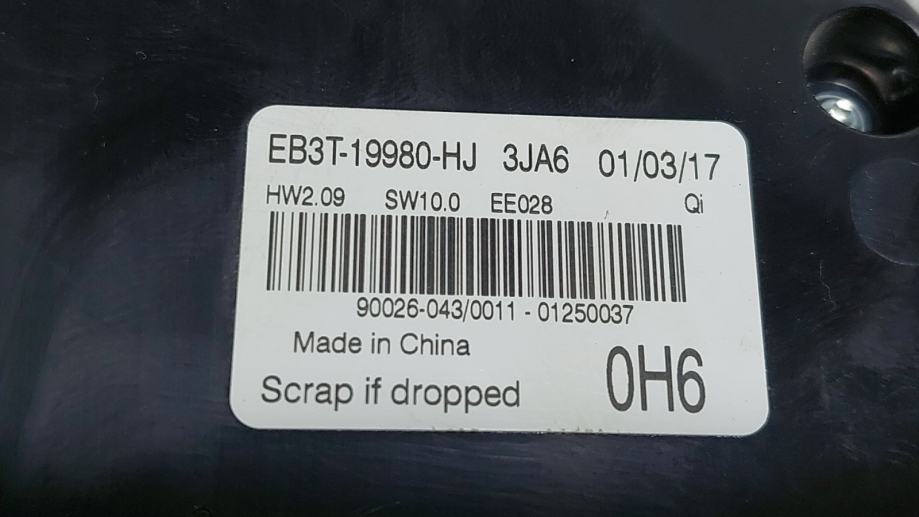 EB3T-19980-HJ 3JA6 01/03/17
HW2.09 SW10.0 EE028 Qi
90026-043/0011 - 01250037
Made in China
Scrap if dropped
0H6